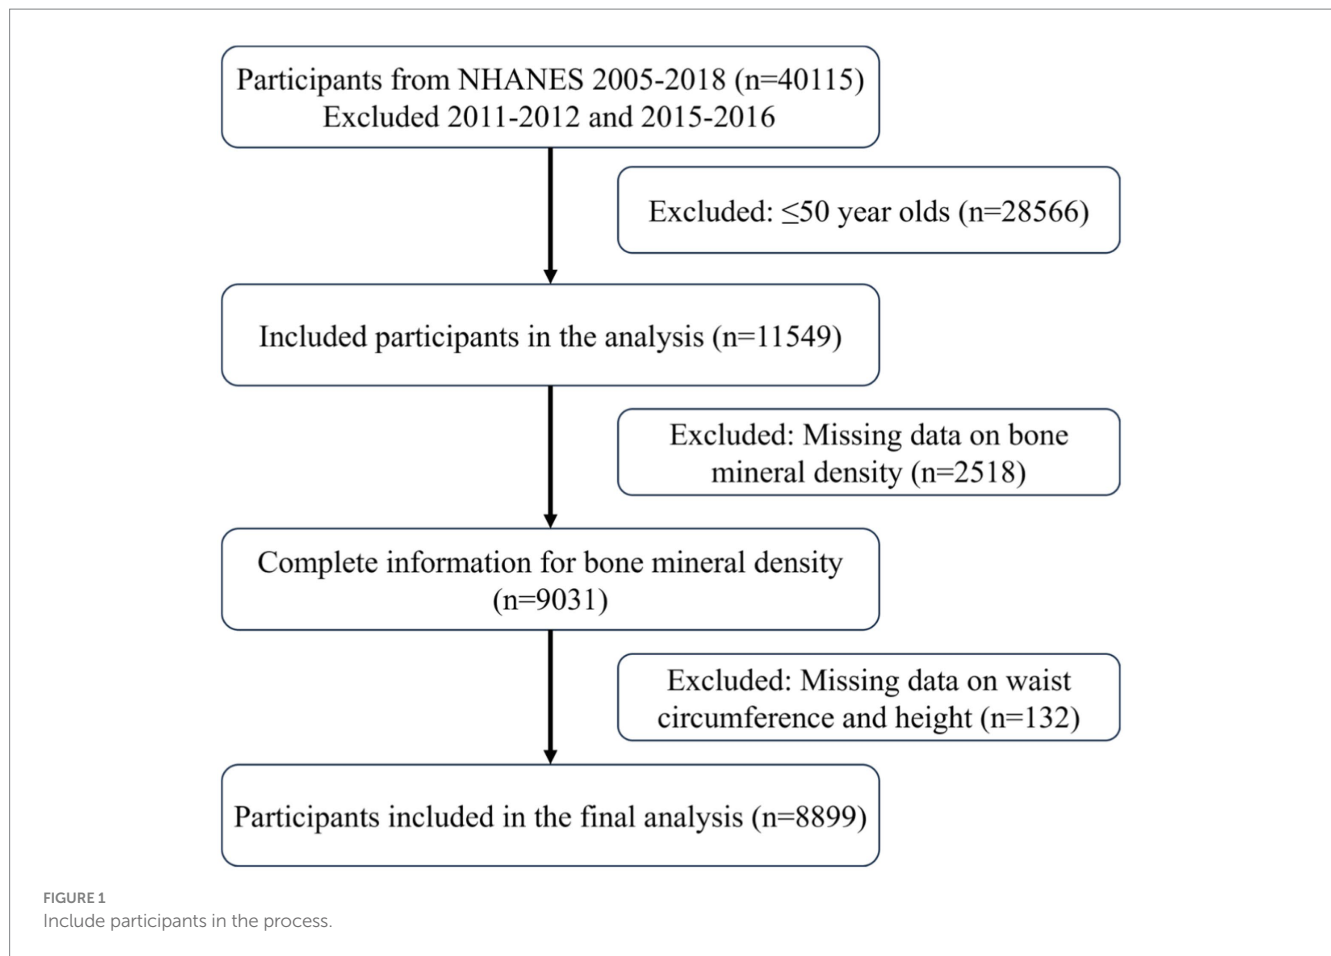 Participants from NHANES 2005-2018 (n=40115)
Excluded 2011-2012 and 2015-2016
Excluded: ≤50 year olds (n=28566)
Included participants in the analysis (n=11549)
Excluded: Missing data on bone
mineral density (n=2518)
Complete information for bone mineral density
(n=9031)
Excluded: Missing data on waist
circumference and height (n=132)
Participants included in the final analysis (n=8899)
FIGURE 1
Include participants in the process.